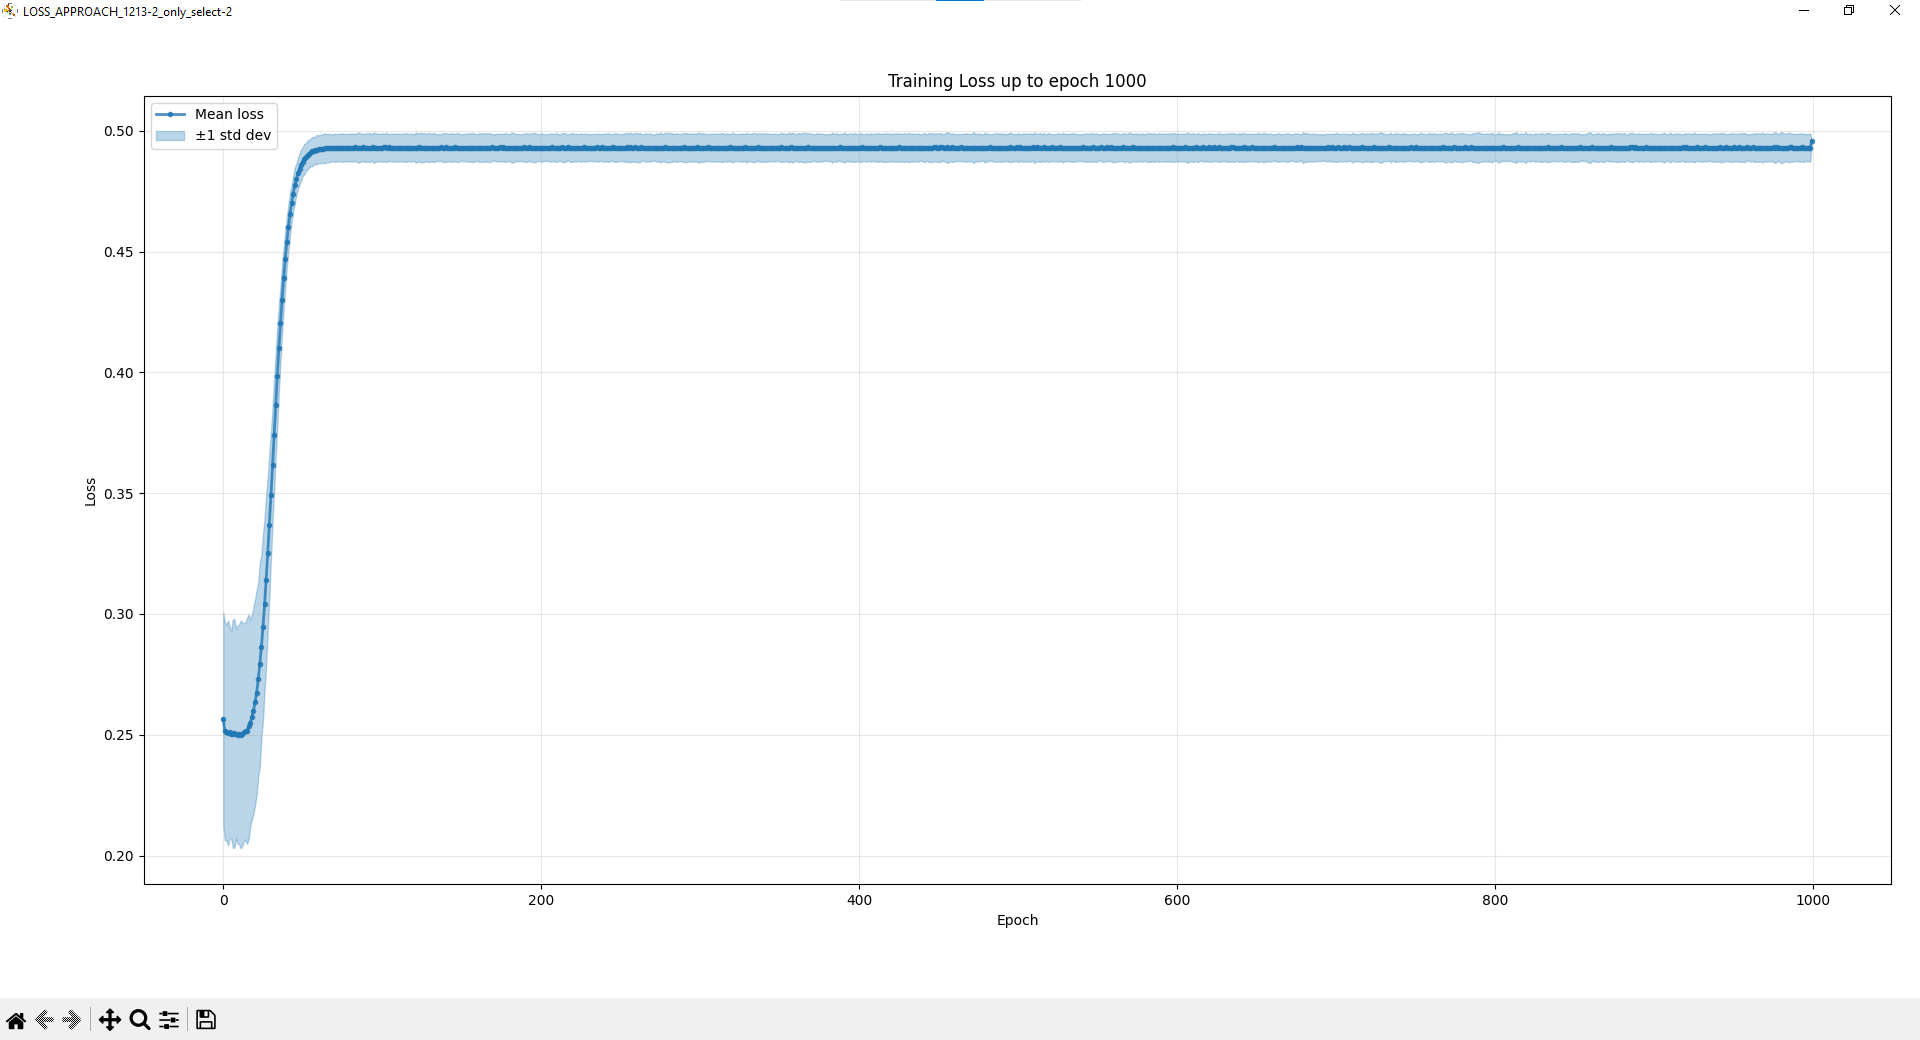 LOSS_APPROACH_1213-2_only_select-2
Training Loss up to epoch 1000
Mean loss
±1 std dev
0.50
0.45
0.40
0.35
0.30
0.25
0.20
Loss
0 200 400 600 800 1000
Epoch